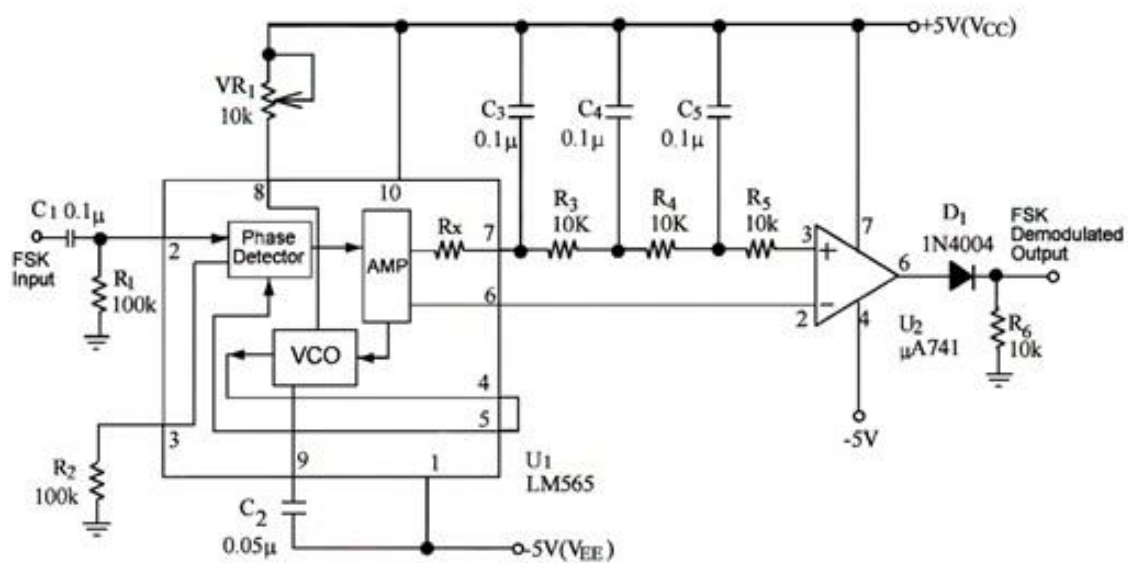 +5V(VCC)
VR1
10k
C3
0.1μ
C4
0.1μ
C5
0.1μ
8
10
C1 0.1μ
FSK
Input
2
R1
100k
Phase
Detector
AMP
Rx
7
R3
10K
R4
10K
R5
10k
3
+
7
6
−
2
4
D1
1N4004
FSK
Demodulated
Output
6
U2
μA741
R6
10k
VCO
4
5
3
R2
100k
9
1
U1
LM565
C2
0.05μ
-5V(VEE)
-5V